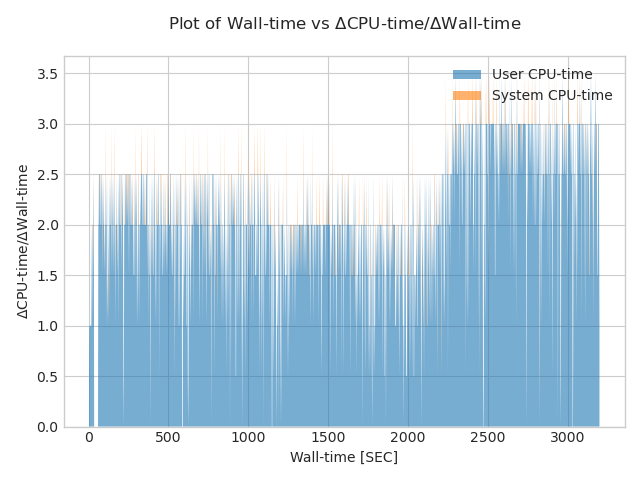 Plot of Wall-time vs ΔCPU-time/ΔWall-time
User CPU-time
System CPU-time
3.5
3.0
2.5
2.0
1.5
1.0
0.5
0.0
ΔCPU-time/ΔWall-time
0 500 1000 1500 2000 2500 3000
Wall-time [SEC]